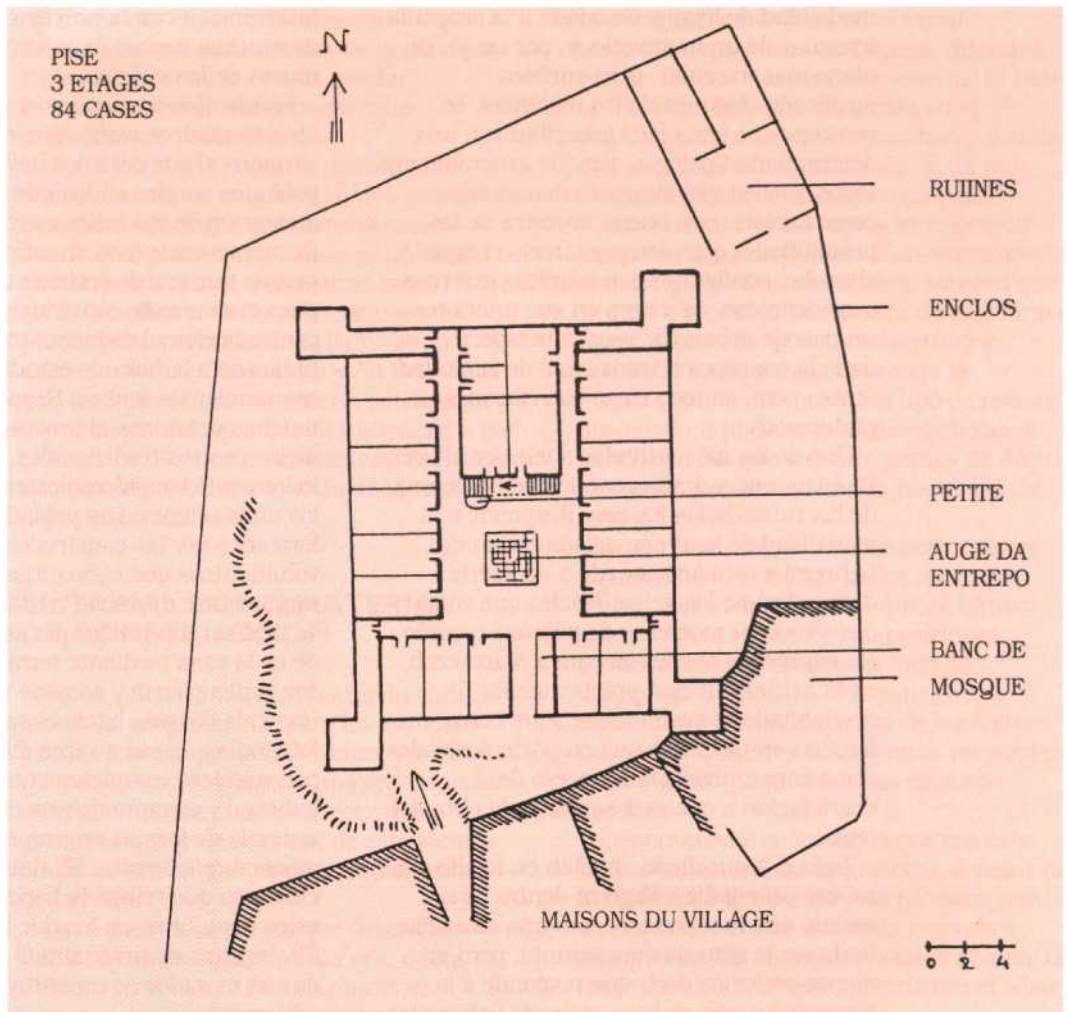 PISE
3 ETAGES
84 CASES
N
RUIINES
ENCLOS
PETITE
AUGE DA
ENTREPO
BANC DE
MOSQUE
MAISONS DU VILLAGE
0 2 4